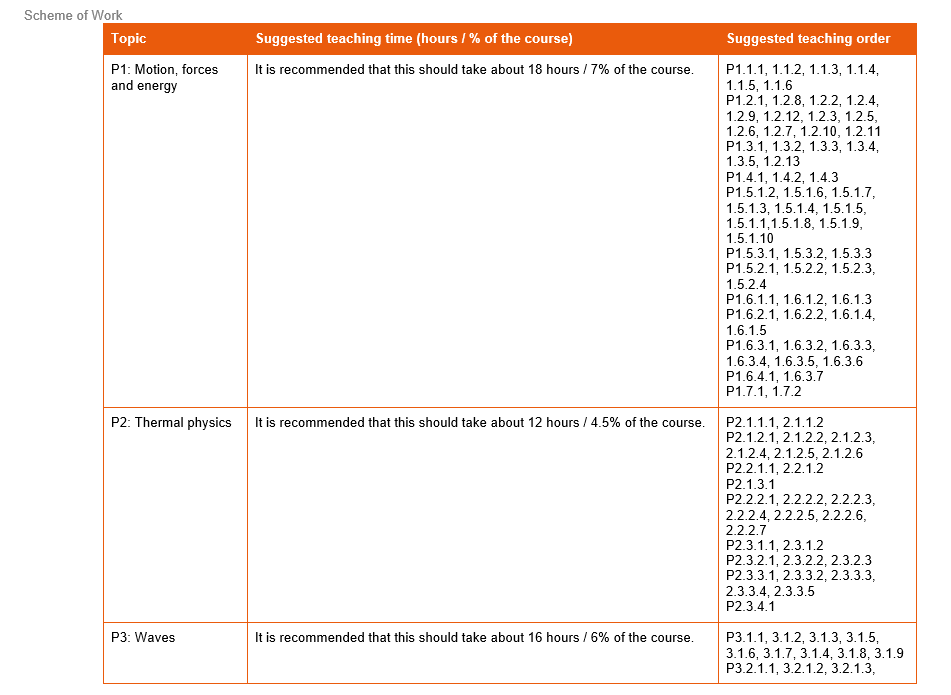 Scheme of Work
Topic
Suggested teaching time (hours / % of the course)
Suggested teaching order
P1: Motion, forces
and energy
It is recommended that this should take about 18 hours / 7% of the course.
P1.1.1, 1.1.2, 1.1.3, 1.1.4,
1.1.5, 1.1.6
P1.2.1, 1.2.8, 1.2.2, 1.2.4,
1.2.9, 1.2.12, 1.2.3, 1.2.5,
1.2.6, 1.2.7, 1.2.10, 1.2.11
P1.3.1, 1.3.2, 1.3.3, 1.3.4,
1.3.5, 1.2.13
P1.4.1, 1.4.2, 1.4.3
P1.5.1.2, 1.5.1.6, 1.5.1.7,
1.5.1.3, 1.5.1.4, 1.5.1.5,
1.5.1.1,1.5.1.8, 1.5.1.9,
1.5.1.10
P1.5.3.1, 1.5.3.2, 1.5.3.3
P1.5.2.1, 1.5.2.2, 1.5.2.3,
1.5.2.4
P1.6.1.1, 1.6.1.2, 1.6.1.3
P1.6.2.1, 1.6.2.2, 1.6.1.4,
1.6.1.5
P1.6.3.1, 1.6.3.2, 1.6.3.3,
1.6.3.4, 1.6.3.5, 1.6.3.6
P1.6.4.1, 1.6.3.7
P1.7.1, 1.7.2
P2: Thermal physics
It is recommended that this should take about 12 hours / 4.5% of the course.
P2.1.1.1, 2.1.1.2
P2.1.2.1, 2.1.2.2, 2.1.2.3,
2.1.2.4, 2.1.2.5, 2.1.2.6
P2.2.1.1, 2.2.1.2
P2.1.3.1
P2.2.2.1, 2.2.2.2, 2.2.2.3,
2.2.2.4, 2.2.2.5, 2.2.2.6,
2.2.2.7
P2.3.1.1, 2.3.1.2
P2.3.2.1, 2.3.2.2, 2.3.2.3
P2.3.3.1, 2.3.3.2, 2.3.3.3,
2.3.3.4, 2.3.3.5
P2.3.4.1
P3: Waves
It is recommended that this should take about 16 hours / 6% of the course.
P3.1.1, 3.1.2, 3.1.3, 3.1.5,
3.1.6, 3.1.7, 3.1.4, 3.1.8, 3.1.9
P3.2.1.1, 3.2.1.2, 3.2.1.3,